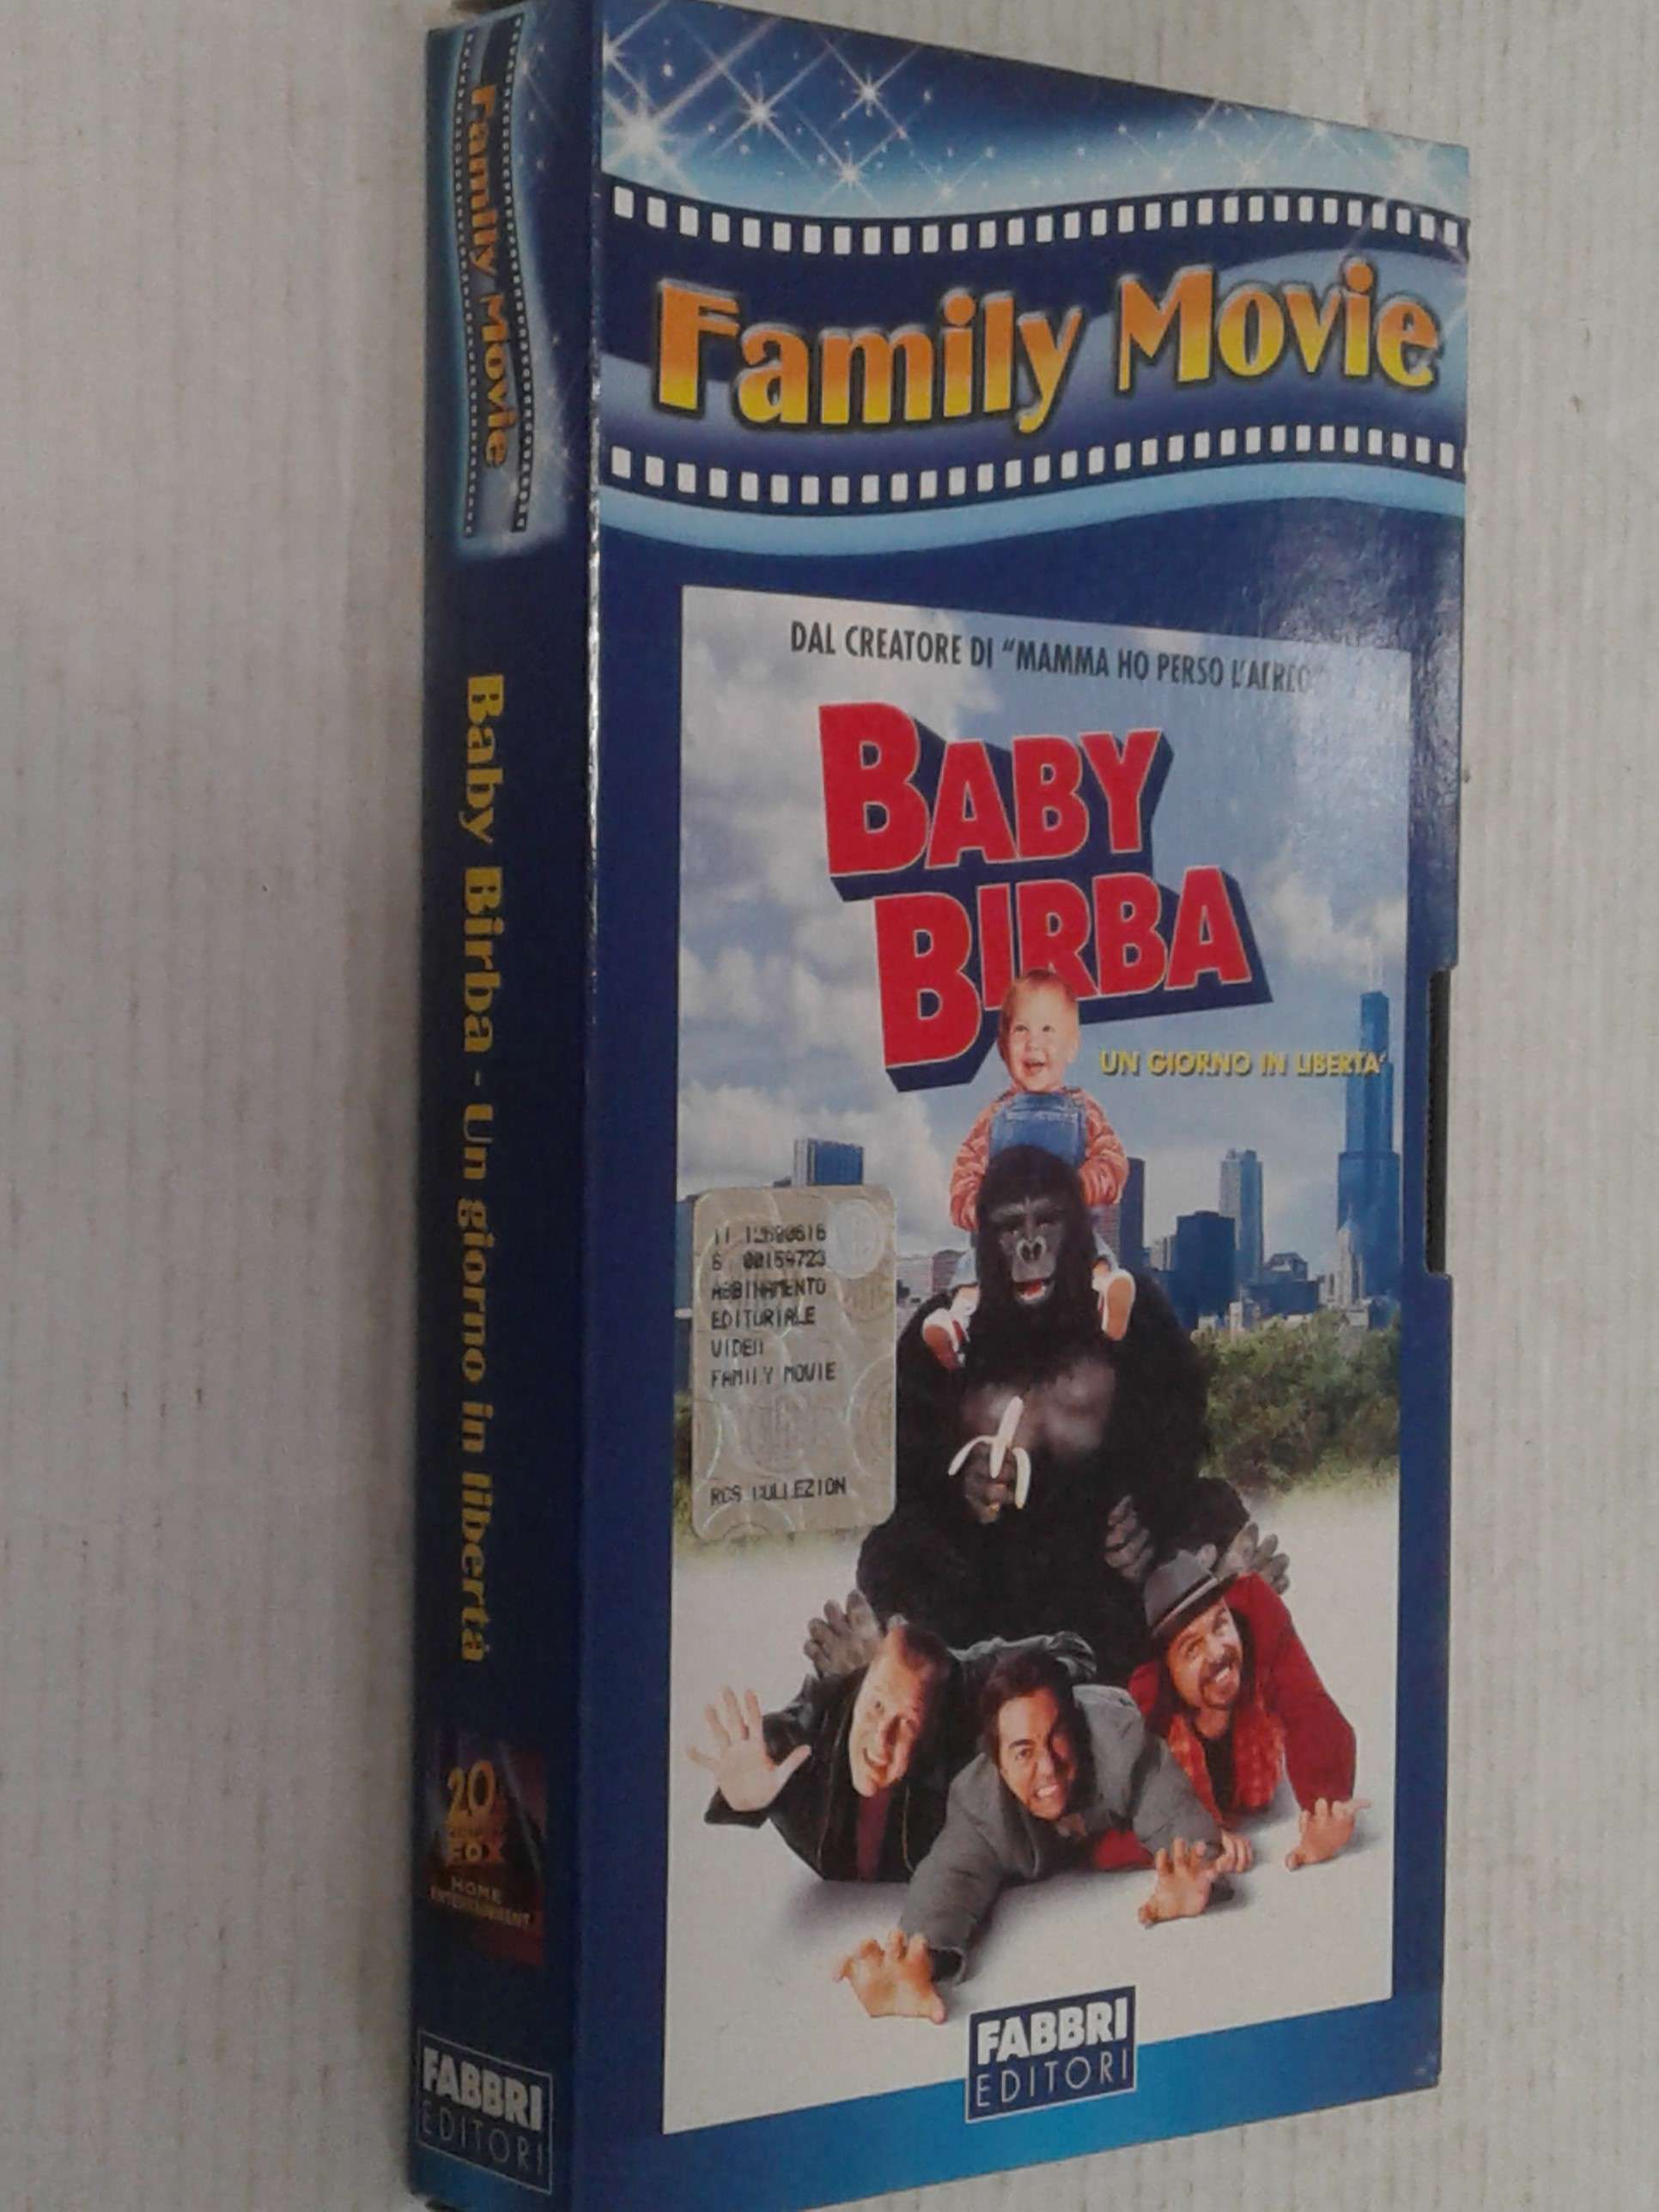 Family Movie
Baby Birba - Un giorno in libertà
20
FOX
HOME
ENTERTAINMENT
FABBRI
EDITORI
Family Movie
DAL CREATORE DI "MAMMA HO PERSO L'AEREO"
BABY
BIRBA
UN GIORNO IN LIBERTA'
ABBINAMENTO
EDITORIALE
VIDEO
FAMILY MOVIE
RCS COLLEZION
FABBRI
EDITORI